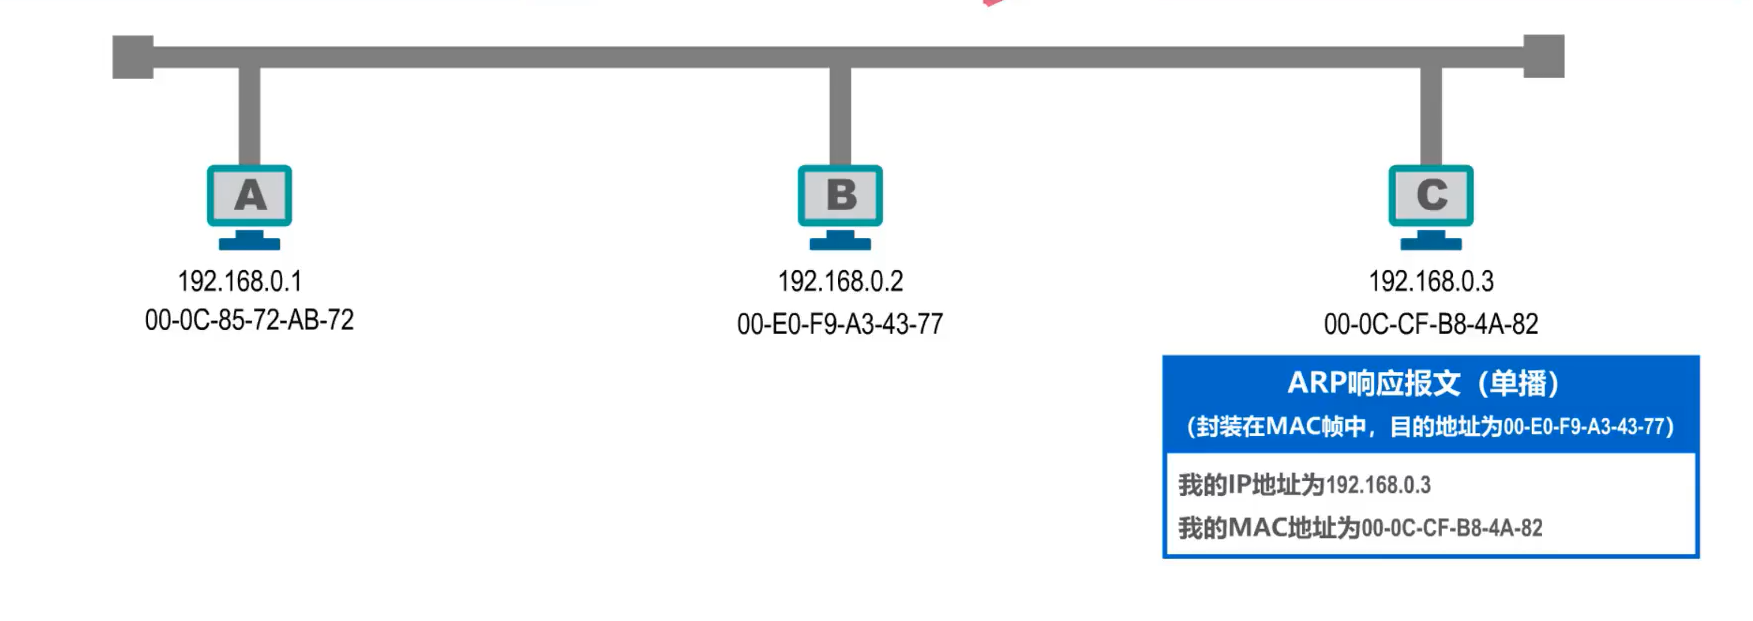 A
B
C
192.168.0.1
192.168.0.2
192.168.0.3
00-0C-85-72-AB-72
00-E0-F9-A3-43-77
00-0C-CF-B8-4A-82
ARP响应报文（单播）
（封装在MAC帧中，目的地址为00-E0-F9-A3-43-77）
我的IP地址为192.168.0.3
我的MAC地址为00-0C-CF-B8-4A-82